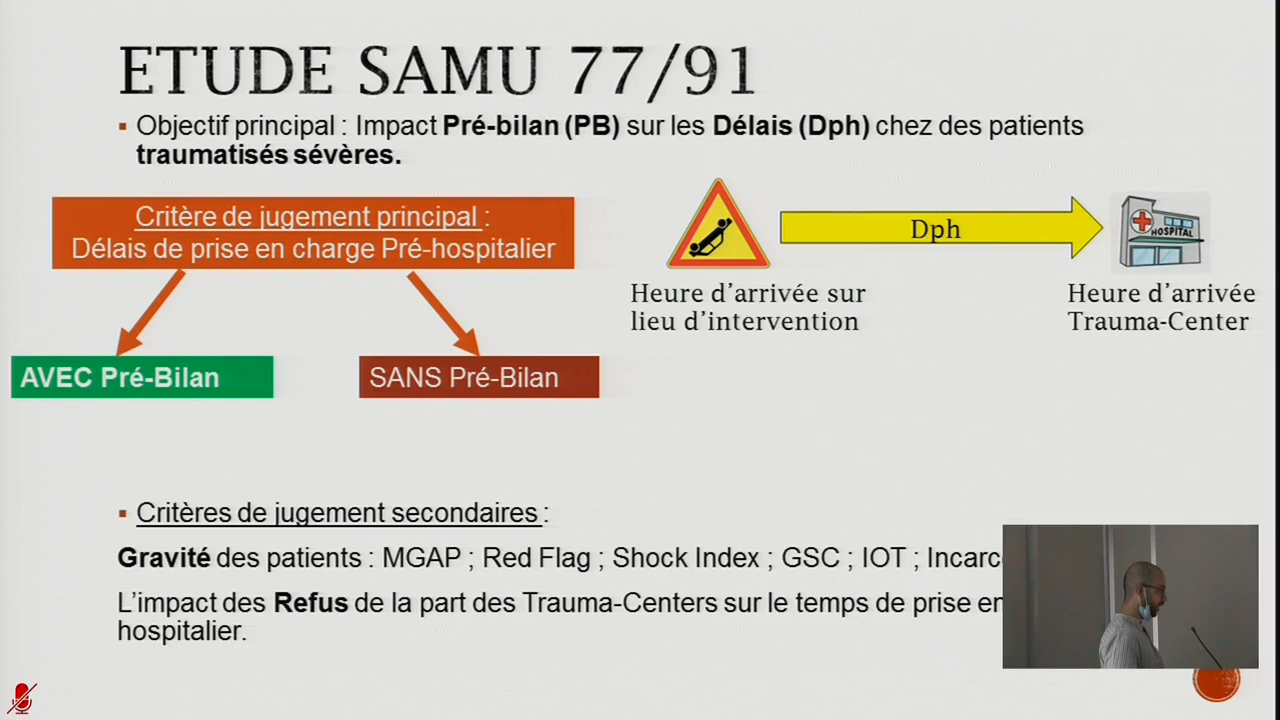 ETUDE SAMU 77/91
▪ Objectif principal : Impact Pré-bilan (PB) sur les Délais (Dph) chez des patients
traumatisés sévères.
Critère de jugement principal :
Délais de prise en charge Pré-hospitalier
AVEC Pré-Bilan
SANS Pré-Bilan
Dph
HOSPITAL
Heure d'arrivée sur
lieu d'intervention
Heure d'arrivée
Trauma-Center
▪ Critères de jugement secondaires :
Gravité des patients : MGAP ; Red Flag ; Shock Index ; GSC ; IOT ; Incarc
L'impact des Refus de la part des Trauma-Centers sur le temps de prise en
hospitalier.